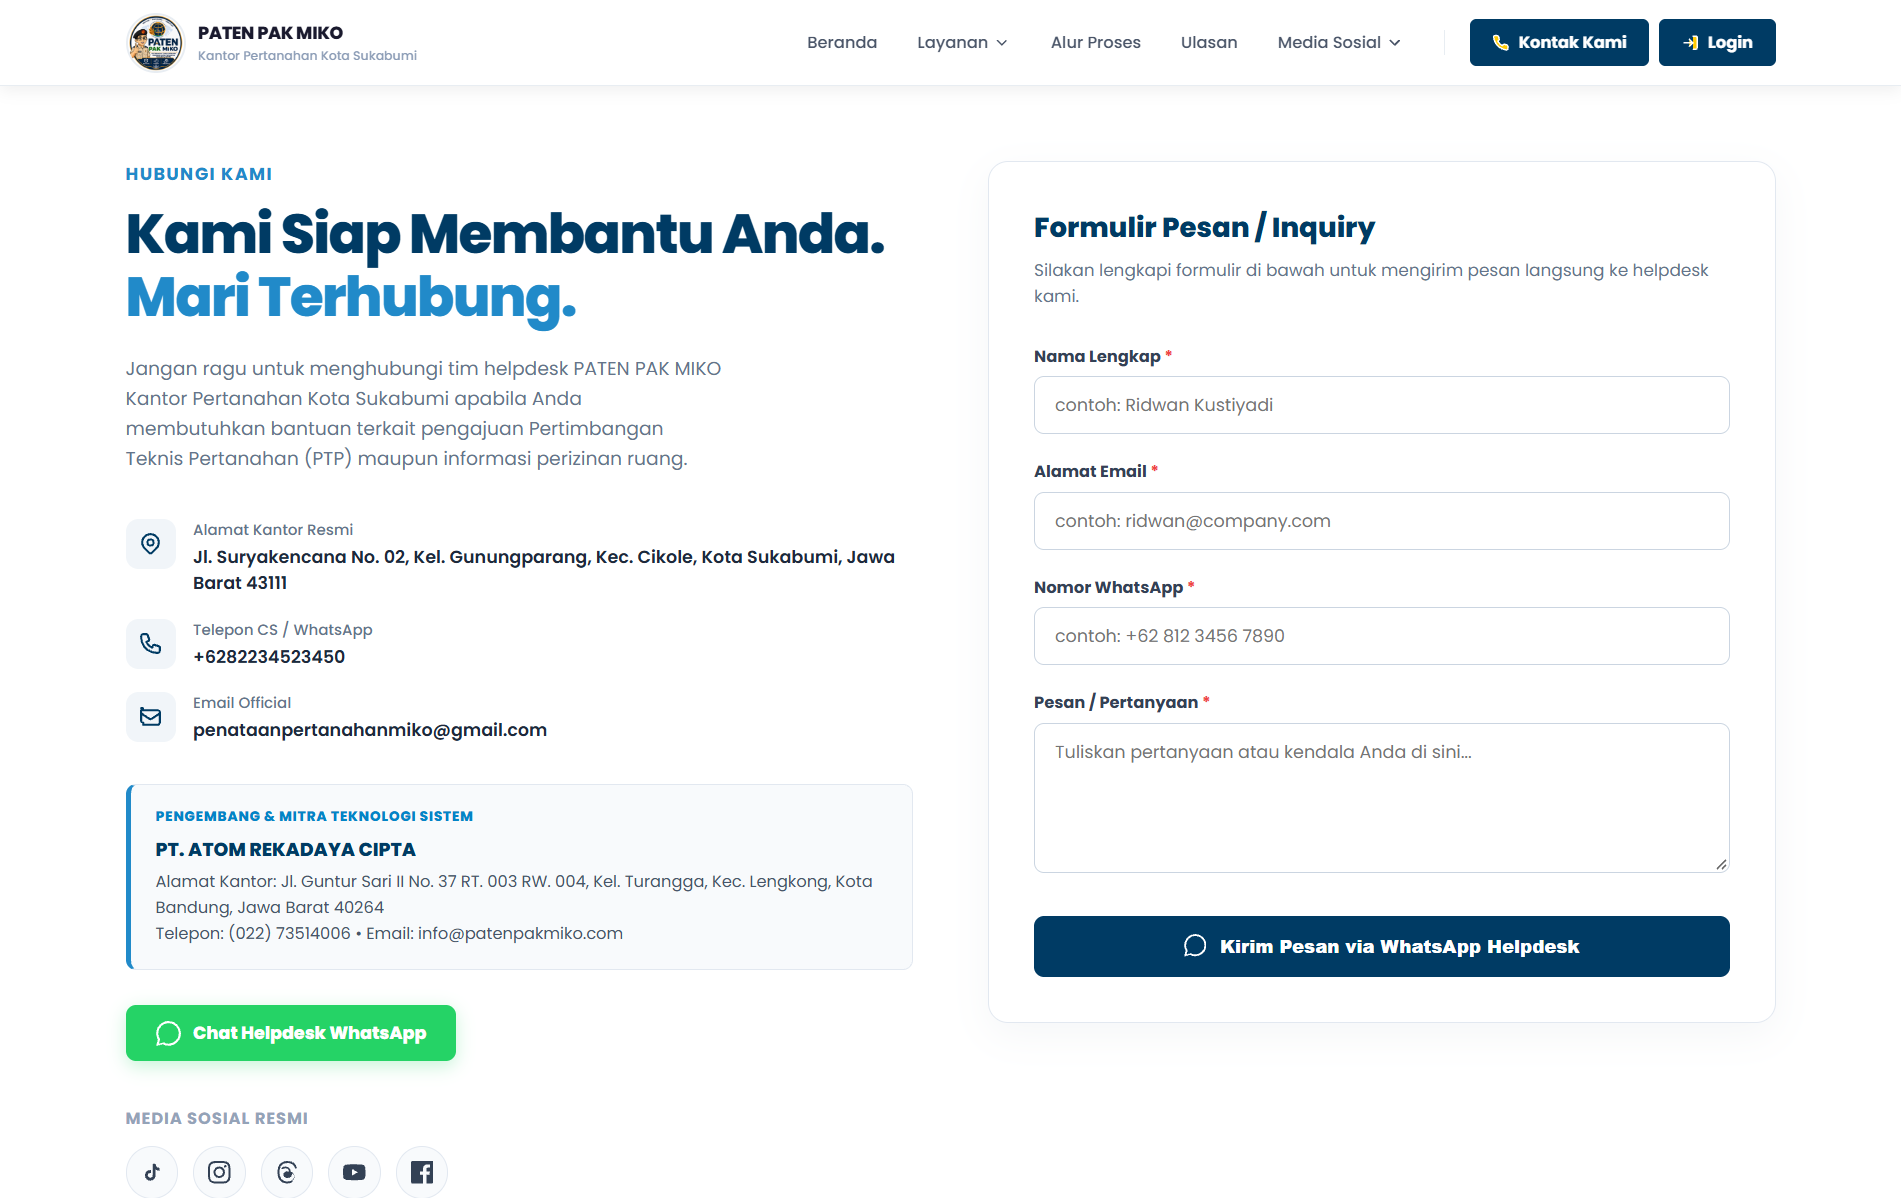 PATEN PAK MIKO
Kantor Pertanahan Kota Sukabumi
Beranda
Layanan
Alur Proses
Ulasan
Media Sosial
Kontak Kami
Login
HUBUNGI KAMI
Kami Siap Membantu Anda.
Mari Terhubung.
Jangan ragu untuk menghubungi tim helpdesk PATEN PAK MIKO
Kantor Pertanahan Kota Sukabumi apabila Anda
membutuhkan bantuan terkait pengajuan Pertimbangan
Teknis Pertanahan (PTP) maupun informasi perizinan ruang.
Alamat Kantor Resmi
Jl. Suryakencana No. 02, Kel. Gunungparang, Kec. Cikole, Kota Sukabumi, Jawa
Barat 43111
Telepon CS / WhatsApp
+6282234523450
Email Official
penataanpertanahanmiko@gmail.com
PENGEMBANG & MITRA TEKNOLOGI SISTEM
PT. ATOM REKADAYA CIPTA
Alamat Kantor: Jl. Guntur Sari II No. 37 RT. 003 RW. 004, Kel. Turangga, Kec. Lengkong, Kota
Bandung, Jawa Barat 40264
Telepon: (022) 73514006 • Email: info@patenpakmiko.com
Chat Helpdesk WhatsApp
MEDIA SOSIAL RESMI
Formulir Pesan / Inquiry
Silakan lengkapi formulir di bawah untuk mengirim pesan langsung ke helpdesk
kami.
Nama Lengkap *
contoh: Ridwan Kustiyadi
Alamat Email *
contoh: ridwan@company.com
Nomor WhatsApp *
contoh: +62 812 3456 7890
Pesan / Pertanyaan *
Tuliskan pertanyaan atau kendala Anda di sini...
Kirim Pesan via WhatsApp Helpdesk